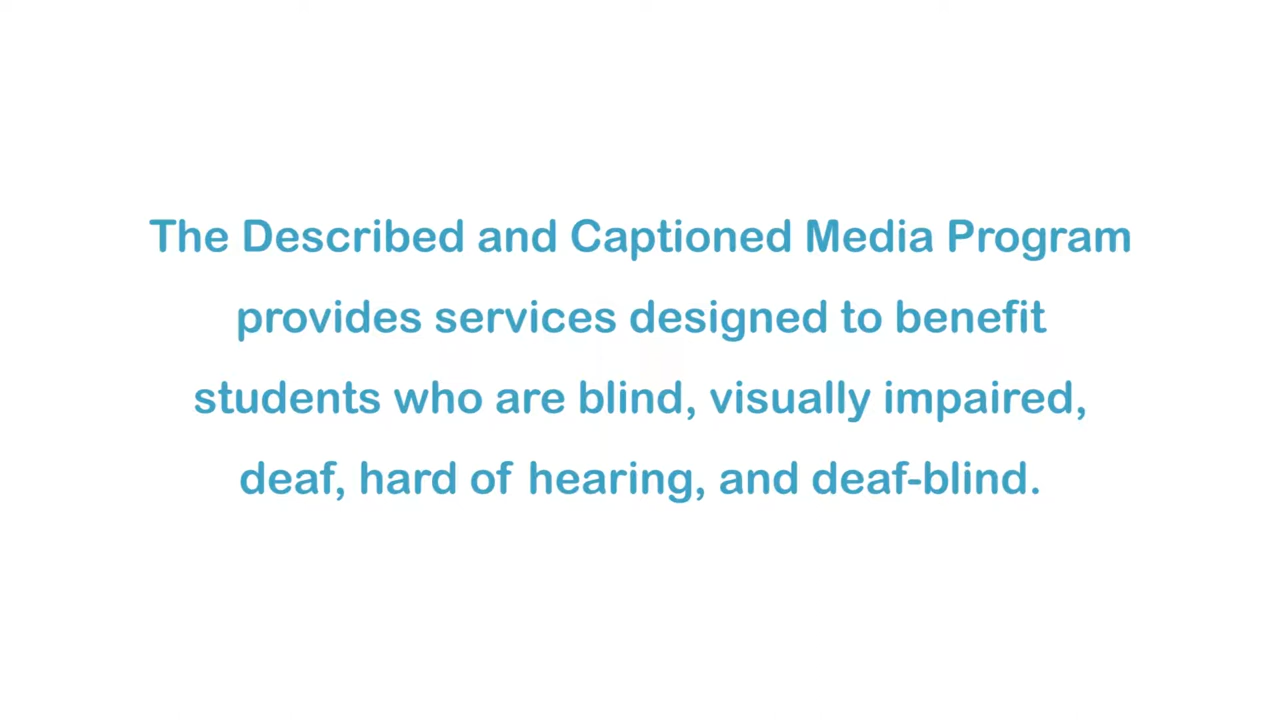 The Described and Captioned Media Program
provides services designed to benefit
students who are blind, visually impaired,
deaf, hard of hearing, and deaf-blind.